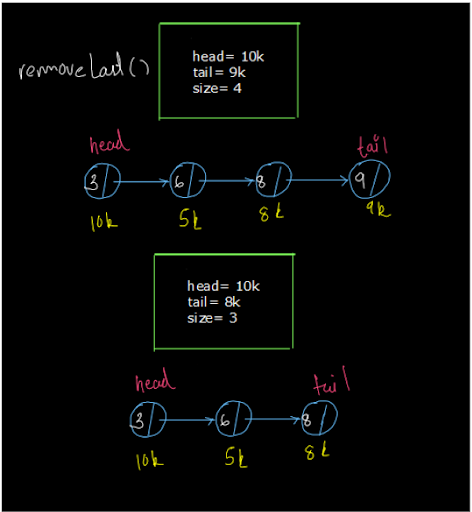 removeLast()
head= 10k
tail= 9k
size= 4
head tail
3 6 8 9
10k 5k 8k 9k
head= 10k
tail= 8k
size= 3
head tail
3 6 8
10k 5k 8k